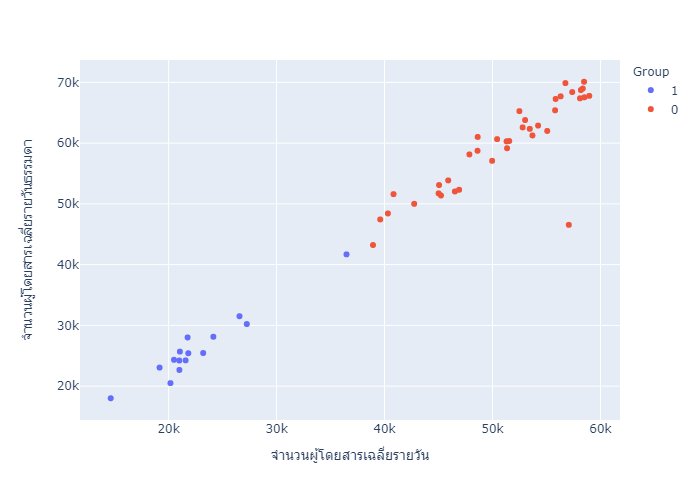 Group
1
0
70k
60k
50k
40k
30k
20k
จำนวนผู้โดยสารเฉลี่ยรายวันธรรมดา
20k
30k
40k
50k
60k
จำนวนผู้โดยสารเฉลี่ยรายวัน